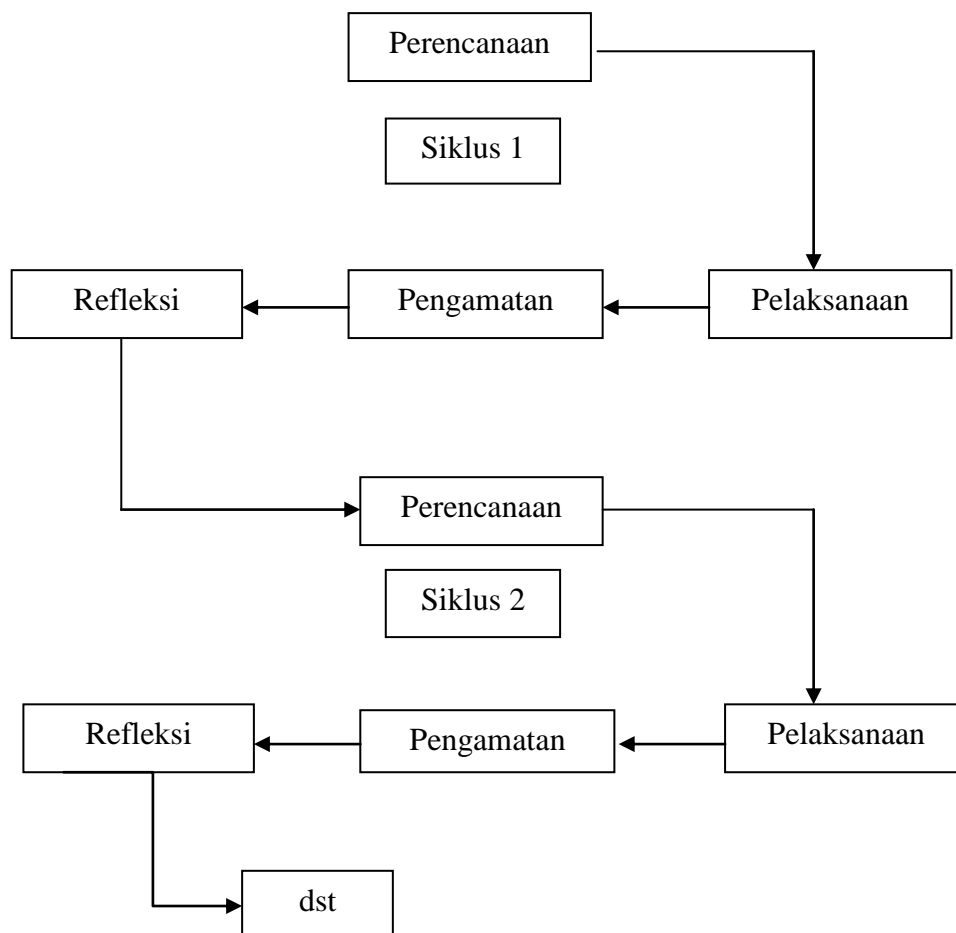 Perencanaan
Siklus 1
Refleksi
Pengamatan
Pelaksanaan
Perencanaan
Siklus 2
Refleksi
Pengamatan
Pelaksanaan
dst